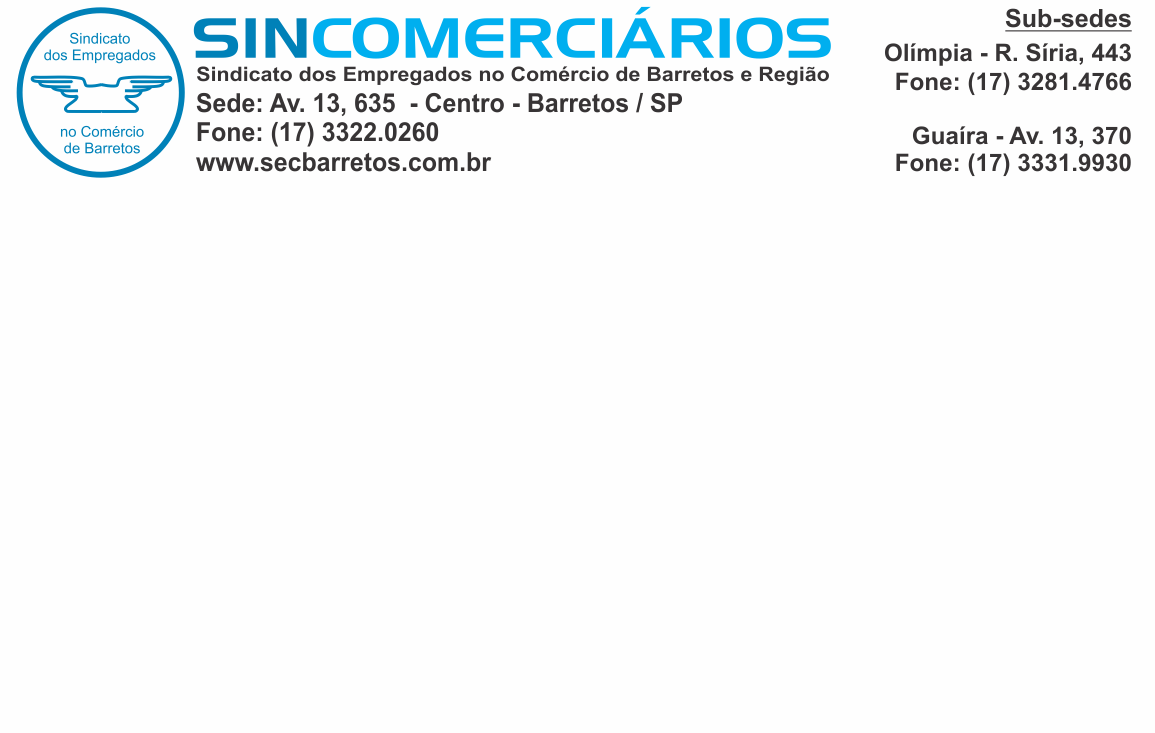 Sindicato
dos Empregados
no Comércio
de Barretos
SINCOMERCIÁRIOS
Sindicato dos Empregados no Comércio de Barretos e Região
Sede: Av. 13, 635 - Centro - Barretos / SP
Fone: (17) 3322.0260
www.secbarretos.com.br
Sub-sedes
Olímpia - R. Síria, 443
Fone: (17) 3281.4766
Guaíra - Av. 13, 370
Fone: (17) 3331.9930